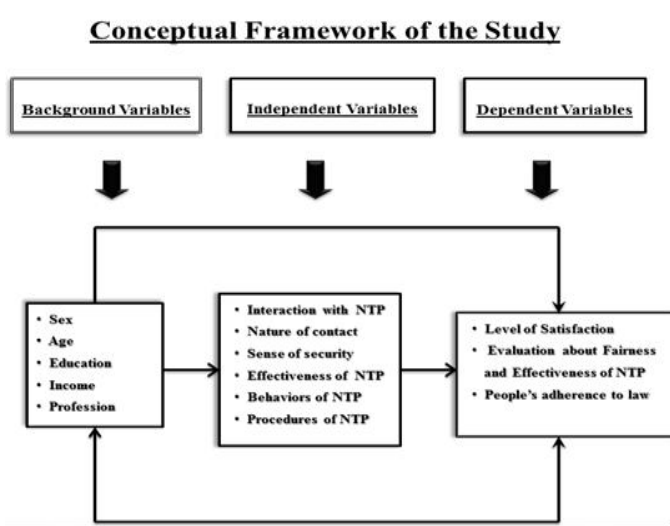 Conceptual Framework of the Study
Background Variables
Independent Variables
Dependent Variables
• Sex
• Age
• Education
• Income
• Profession
• Interaction with NTP
• Nature of contact
• Sense of security
• Effectiveness of NTP
• Behaviors of NTP
• Procedures of NTP
• Level of Satisfaction
• Evaluation about Fairness
and Effectiveness of NTP
• People's adherence to law